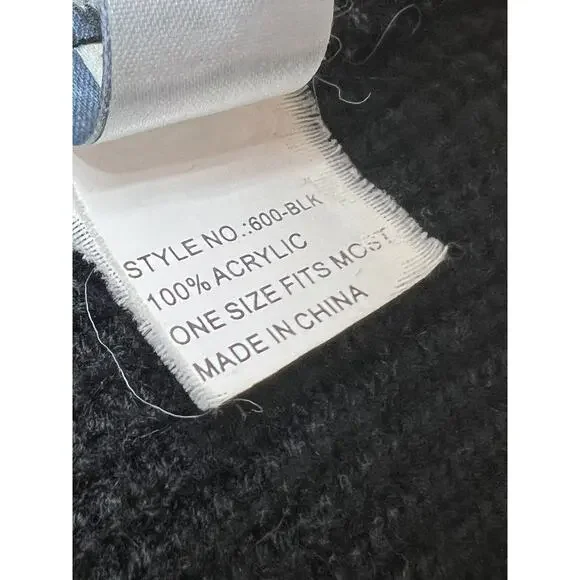 STYLE NO.:600-BLK
100% ACRYLIC
ONE SIZE FITS MOST
MADE IN CHINA